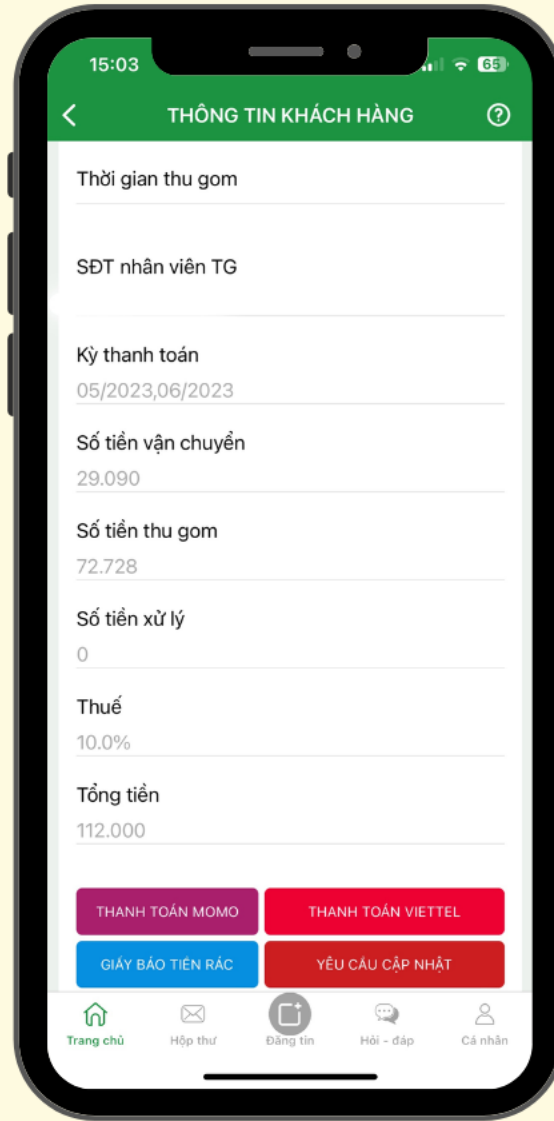 15:03
65
THÔNG TIN KHÁCH HÀNG
Thời gian thu gom
SĐT nhân viên TG
Kỳ thanh toán
05/2023,06/2023
Số tiền vận chuyển
29.090
Số tiền thu gom
72.728
Số tiền xử lý
0
Thuế
10.0%
Tổng tiền
112.000
THANH TOÁN MOMO
THANH TOÁN VIETTEL
GIẤY BÁO TIỀN RÁC
YÊU CẦU CẬP NHẬT
Trang chủ
Hộp thư
Đăng tin
Hỏi - đáp
Cá nhân